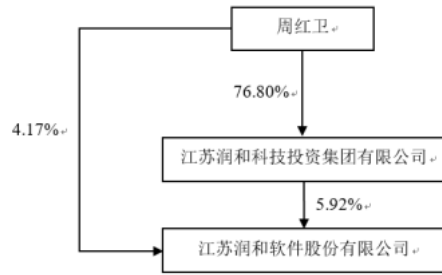 周红卫
76.80%
4.17%
江苏润和科技投资集团有限公司
5.92%
江苏润和软件股份有限公司